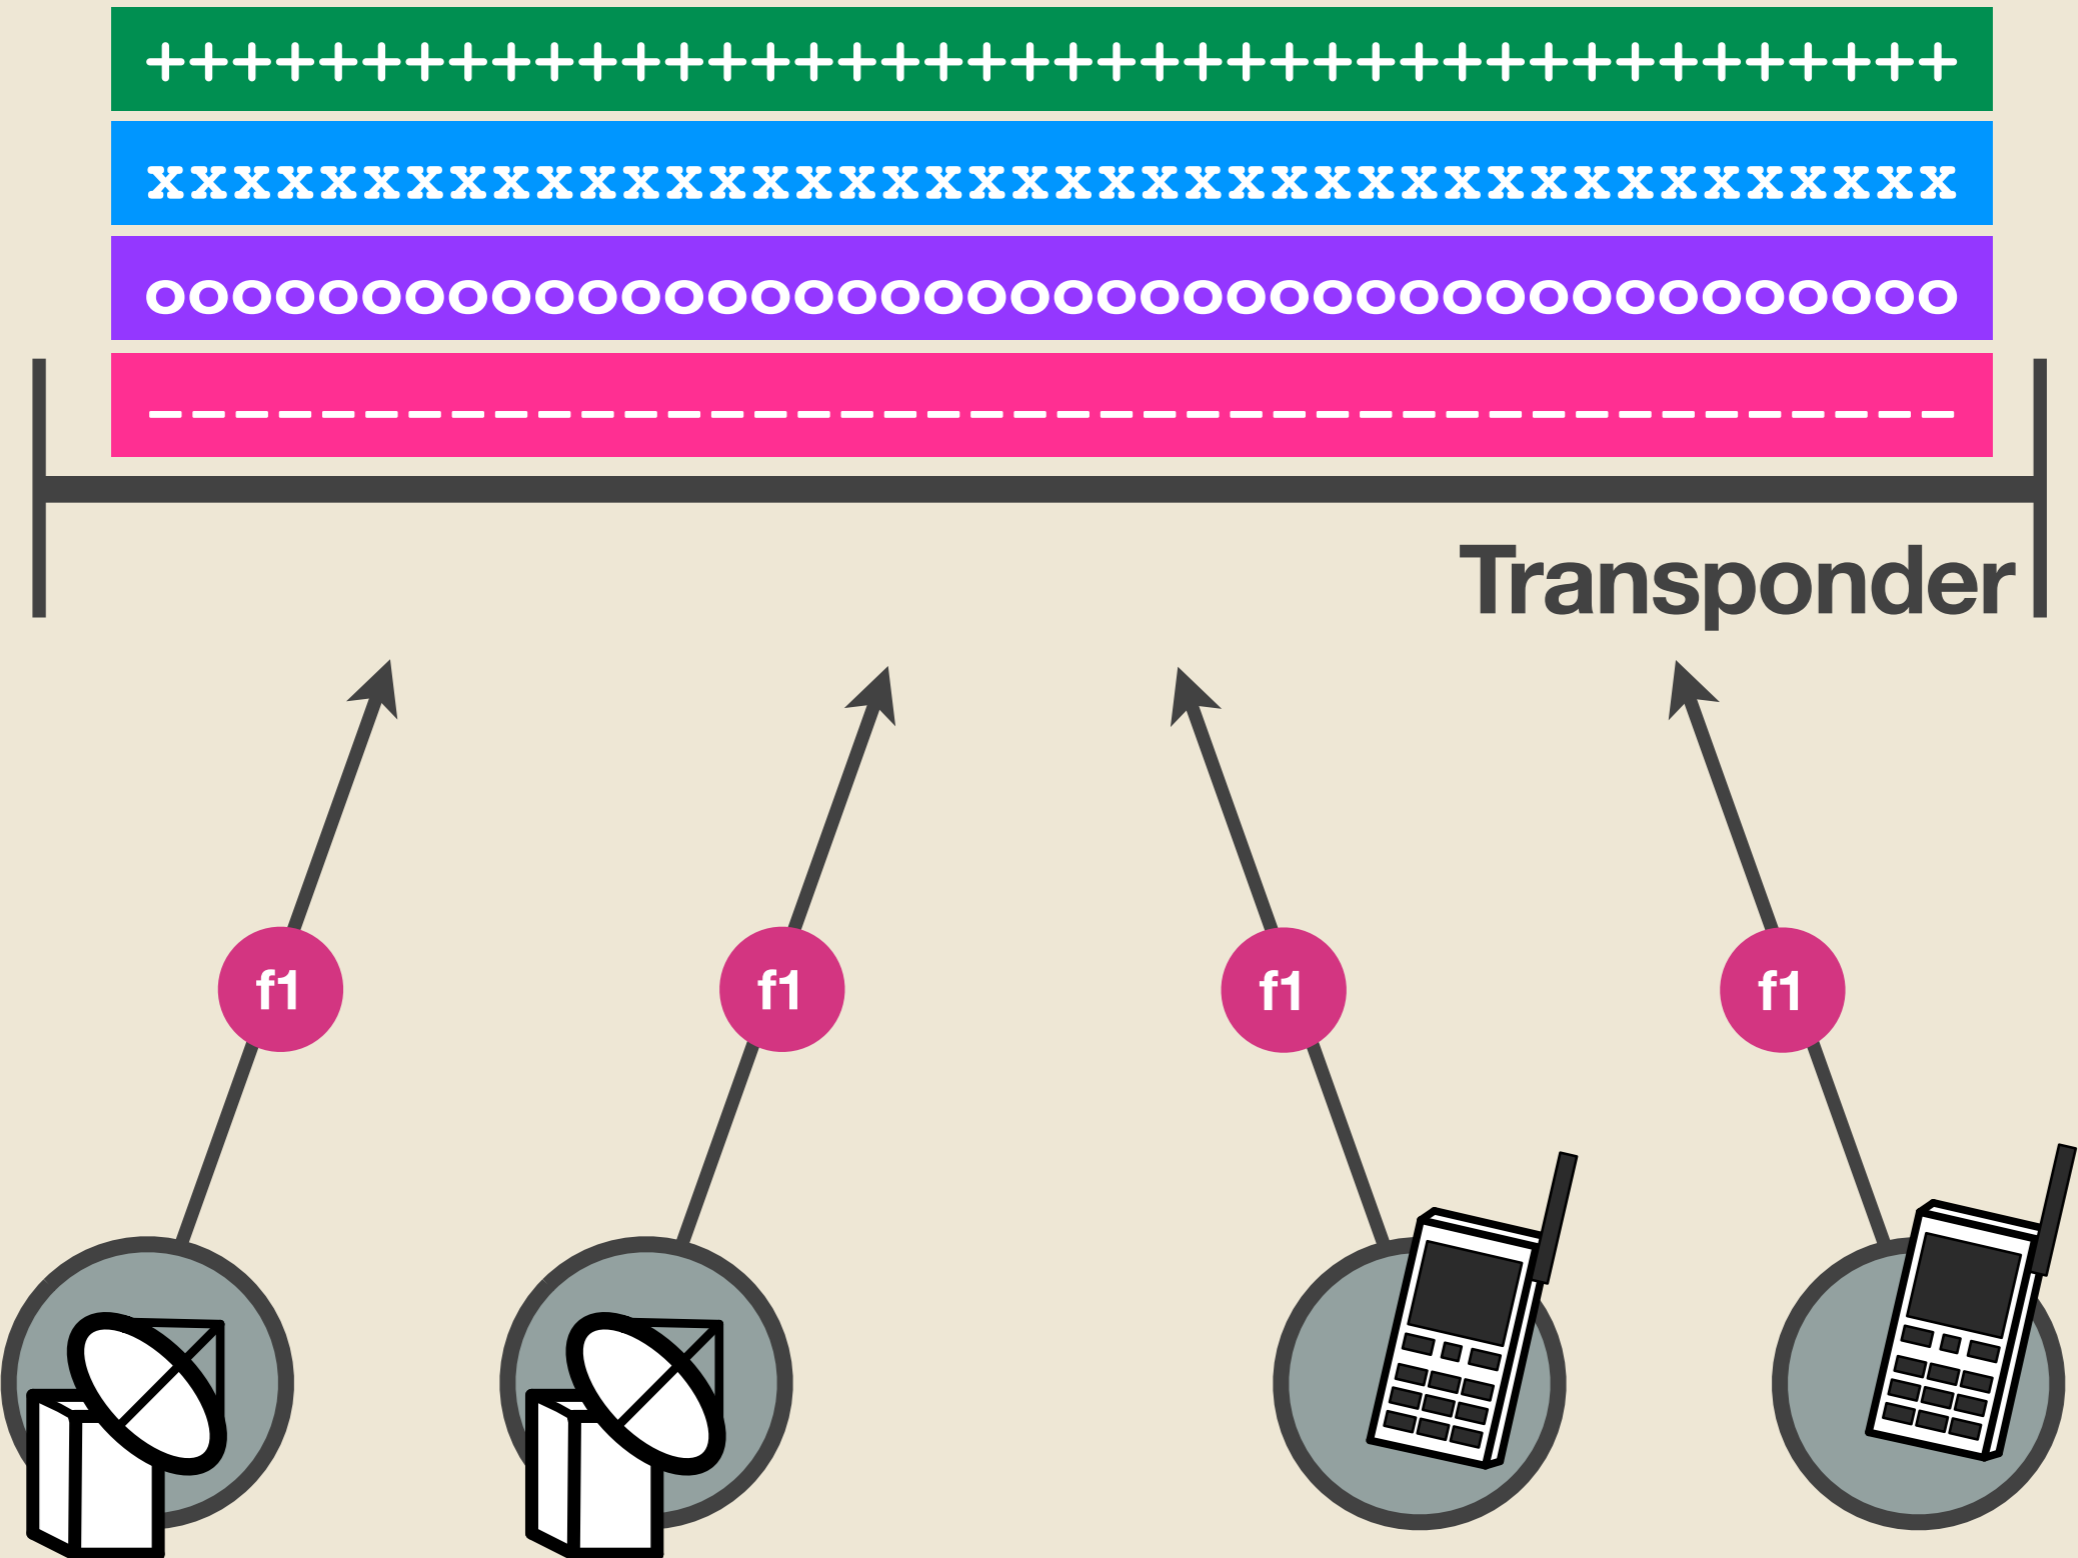 ++++++++++++++++++++++++++++++++++++++++++
xxxxxxxxxxxxxxxxxxxxxxxxxxxxxxxxxxxxxxxxxx
oooooooooooooooooooooooooooooooooooooooooo
------------------------------------------
Transponder
f1 f1 f1 f1